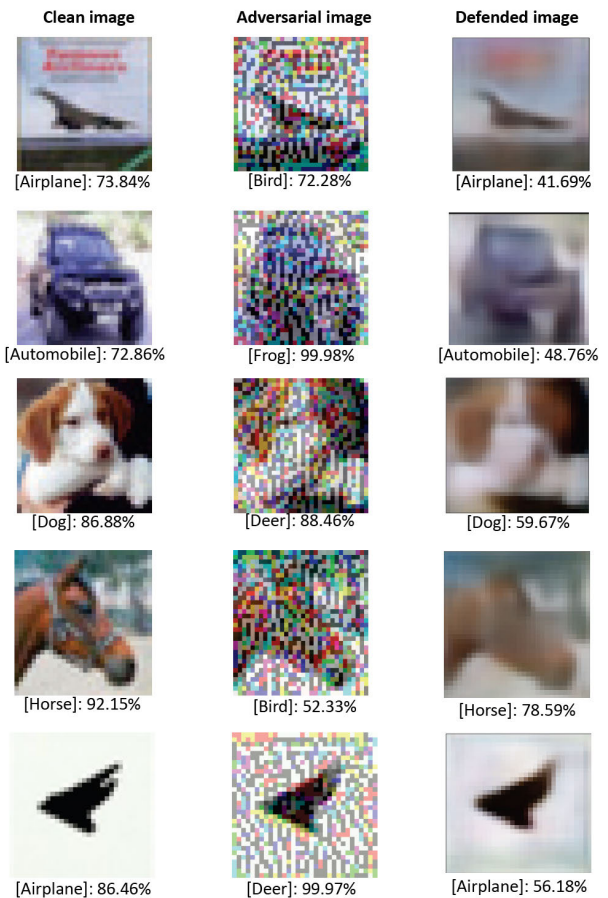 Clean image Adversarial image Defended image
[Airplane]: 73.84% [Bird]: 72.28% [Airplane]: 41.69%
[Automobile]: 72.86% [Frog]: 99.98% [Automobile]: 48.76%
[Dog]: 86.88% [Deer]: 88.46% [Dog]: 59.67%
[Horse]: 92.15% [Bird]: 52.33% [Horse]: 78.59%
[Airplane]: 86.46% [Deer]: 99.97% [Airplane]: 56.18%